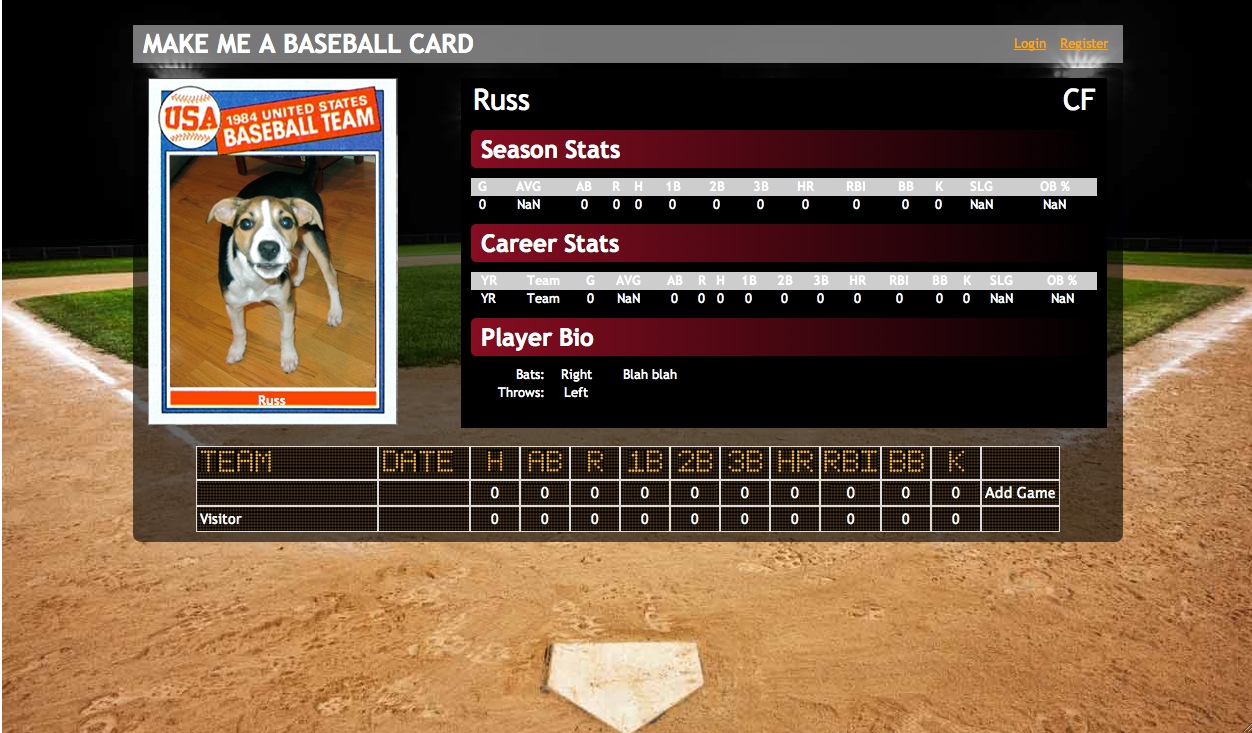 MAKE ME A BASEBALL CARD
Login Register
USA
1984 UNITED STATES
BASEBALL TEAM
Russ
Russ CF
Season Stats
G AVG AB R H 1B 2B 3B HR RBI BB K SLG OB %
0 NaN 0 0 0 0 0 0 0 0 0 0 NaN NaN
Career Stats
YR Team G AVG AB R H 1B 2B 3B HR RBI BB K SLG OB %
YR Team 0 NaN 0 0 0 0 0 0 0 0 0 0 NaN NaN
Player Bio
Bats: Right Blah blah
Throws: Left
TEAM DATE H AB R 1B 2B 3B HR RBI BB K
0 0 0 0 0 0 0 0 0 0 Add Game
Visitor 0 0 0 0 0 0 0 0 0 0